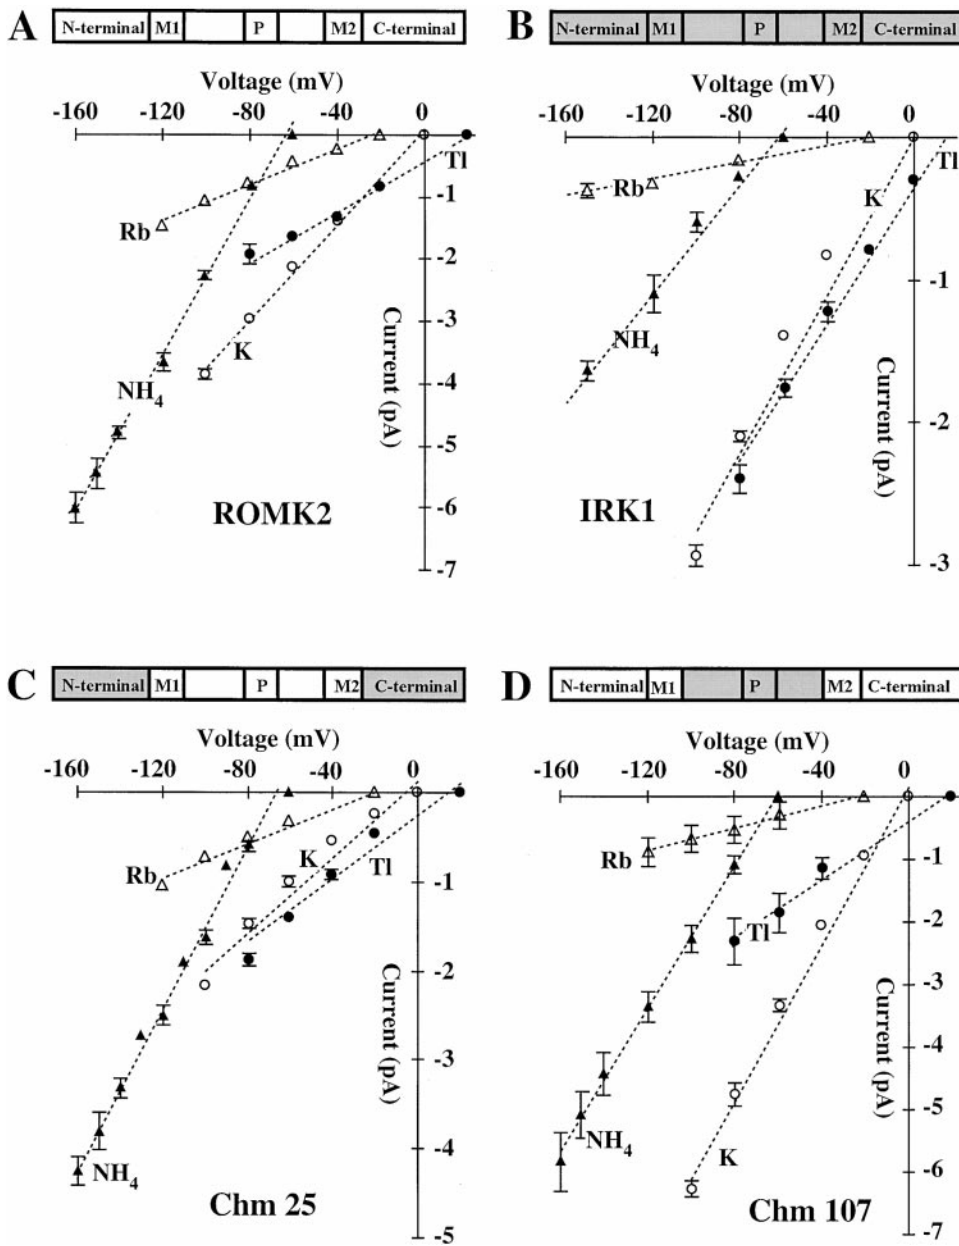 A
N-terminal M1 P M2 C-terminal
Voltage (mV)
-160 -120 -80 -40 0
Tl
Rb
K
NH4
-1
-2
-3
-4
-5
-6
-7
Current (pA)
ROMK2
B
N-terminal M1 P M2 C-terminal
Voltage (mV)
-160 -120 -80 -40 0
Tl
Rb
K
NH4
-1
-2
-3
Current (pA)
IRK1
C
N-terminal M1 P M2 C-terminal
Voltage (mV)
-160 -120 -80 -40 0
Rb
K
Tl
NH4
-1
-2
-3
-4
-5
Current (pA)
Chm 25
D
N-terminal M1 P M2 C-terminal
Voltage (mV)
-160 -120 -80 -40 0
Rb
Tl
NH4
K
-1
-2
-3
-4
-5
-6
-7
Current (pA)
Chm 107